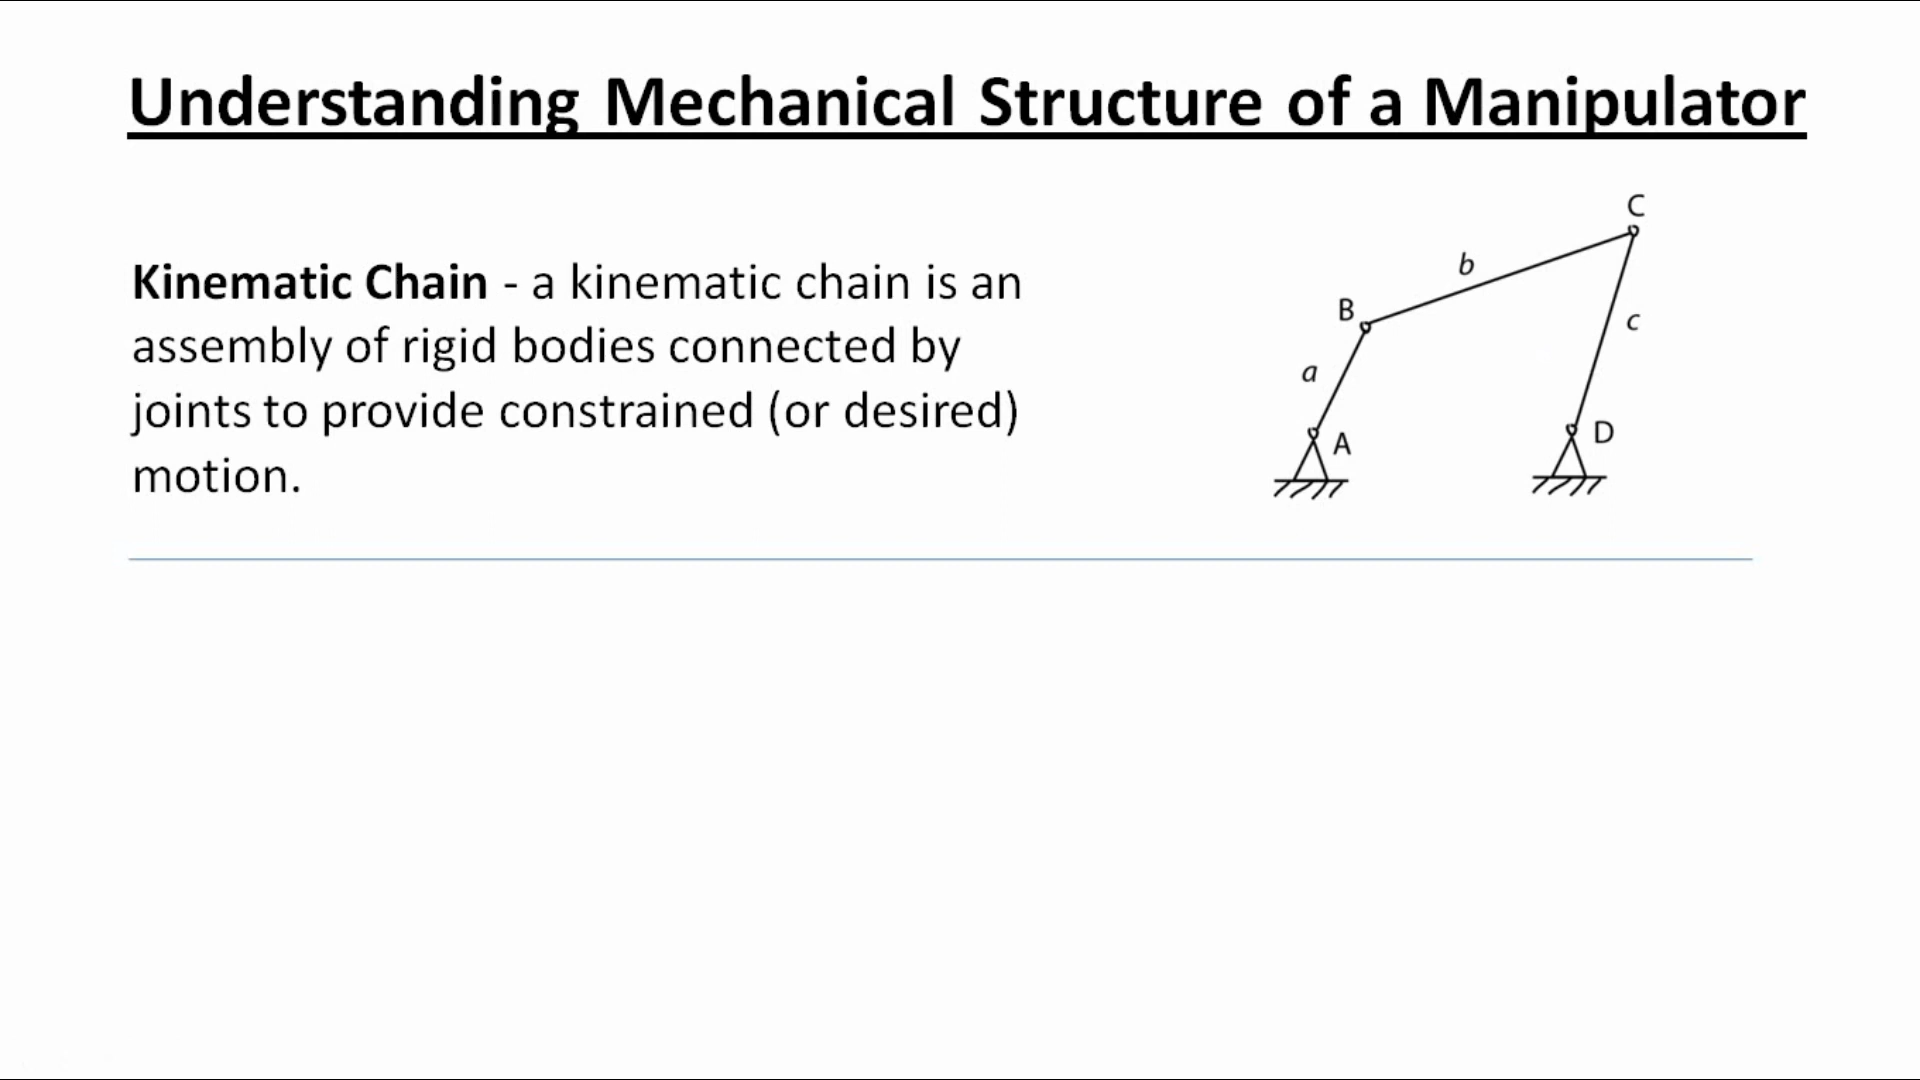 Understanding Mechanical Structure of a Manipulator
Kinematic Chain - a kinematic chain is an
assembly of rigid bodies connected by
joints to provide constrained (or desired)
motion.
C
b
B
c
a
A
D